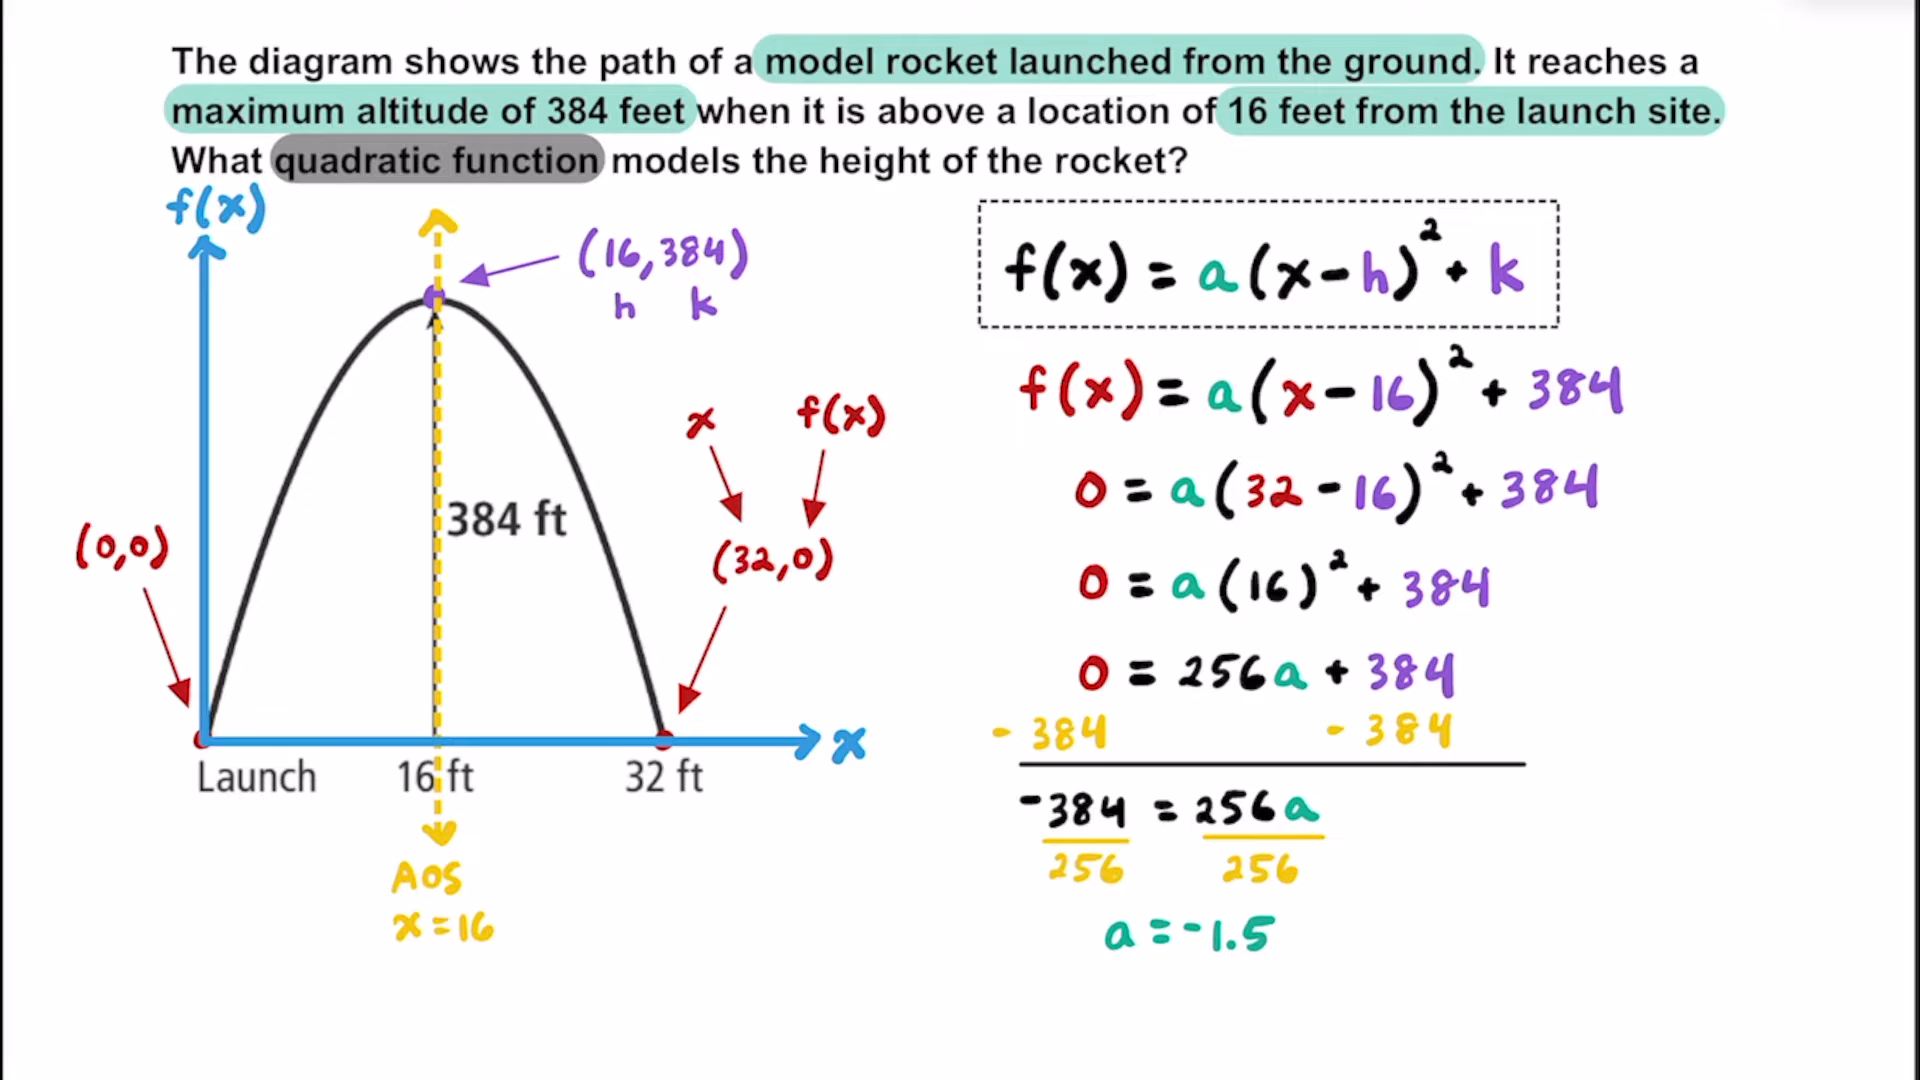 The diagram shows the path of a model rocket launched from the ground. It reaches a
maximum altitude of 384 feet when it is above a location of 16 feet from the launch site.
What quadratic function models the height of the rocket?
f(x)
(16,384)
h k
x f(x)
384 ft
(0,0)
(32,0)
x
Launch 16 ft 32 ft
AOS
x=16
f(x) = a(x-h)² + k
f(x) = a(x-16)² + 384
0 = a(32-16)² + 384
0 = a(16)² + 384
0 = 256a + 384
- 384 - 384
-384 = 256a
256 256
a = -1.5